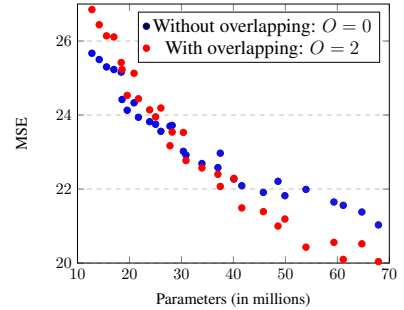 Without overlapping: O = 0
With overlapping: O = 2
26
24
22
20
MSE
10
20
30
40
50
60
70
Parameters (in millions)